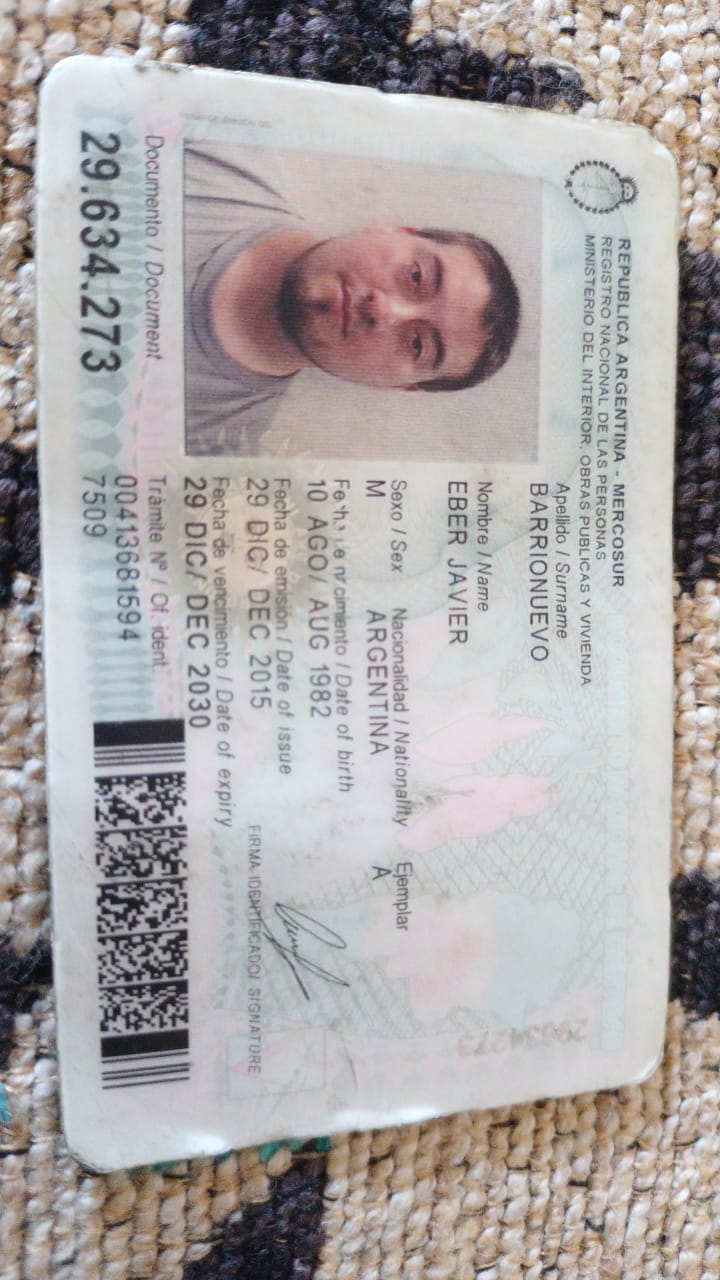 REPUBLICA ARGENTINA - MERCOSUR
REGISTRO NACIONAL DE LAS PERSONAS
MINISTERIO DEL INTERIOR, OBRAS PUBLICAS Y VIVIENDA
Apellido / Surname
BARRIONUEVO
Nombre / Name
EBER JAVIER
Sexo / Sex Nacionalidad / Nationality Ejemplar
M ARGENTINA A
Fecha de nacimiento / Date of birth
10 AGO/ AUG 1982
Fecha de emisión / Date of issue
29 DIC/ DEC 2015
Fecha de vencimiento / Date of expiry
29 DIC/ DEC 2030
FIRMA IDENTIFICADO/ SIGNATURE
Documento / Document
29.634.273
Trámite Nº / Of. ident.
00413681594
7509
29634273